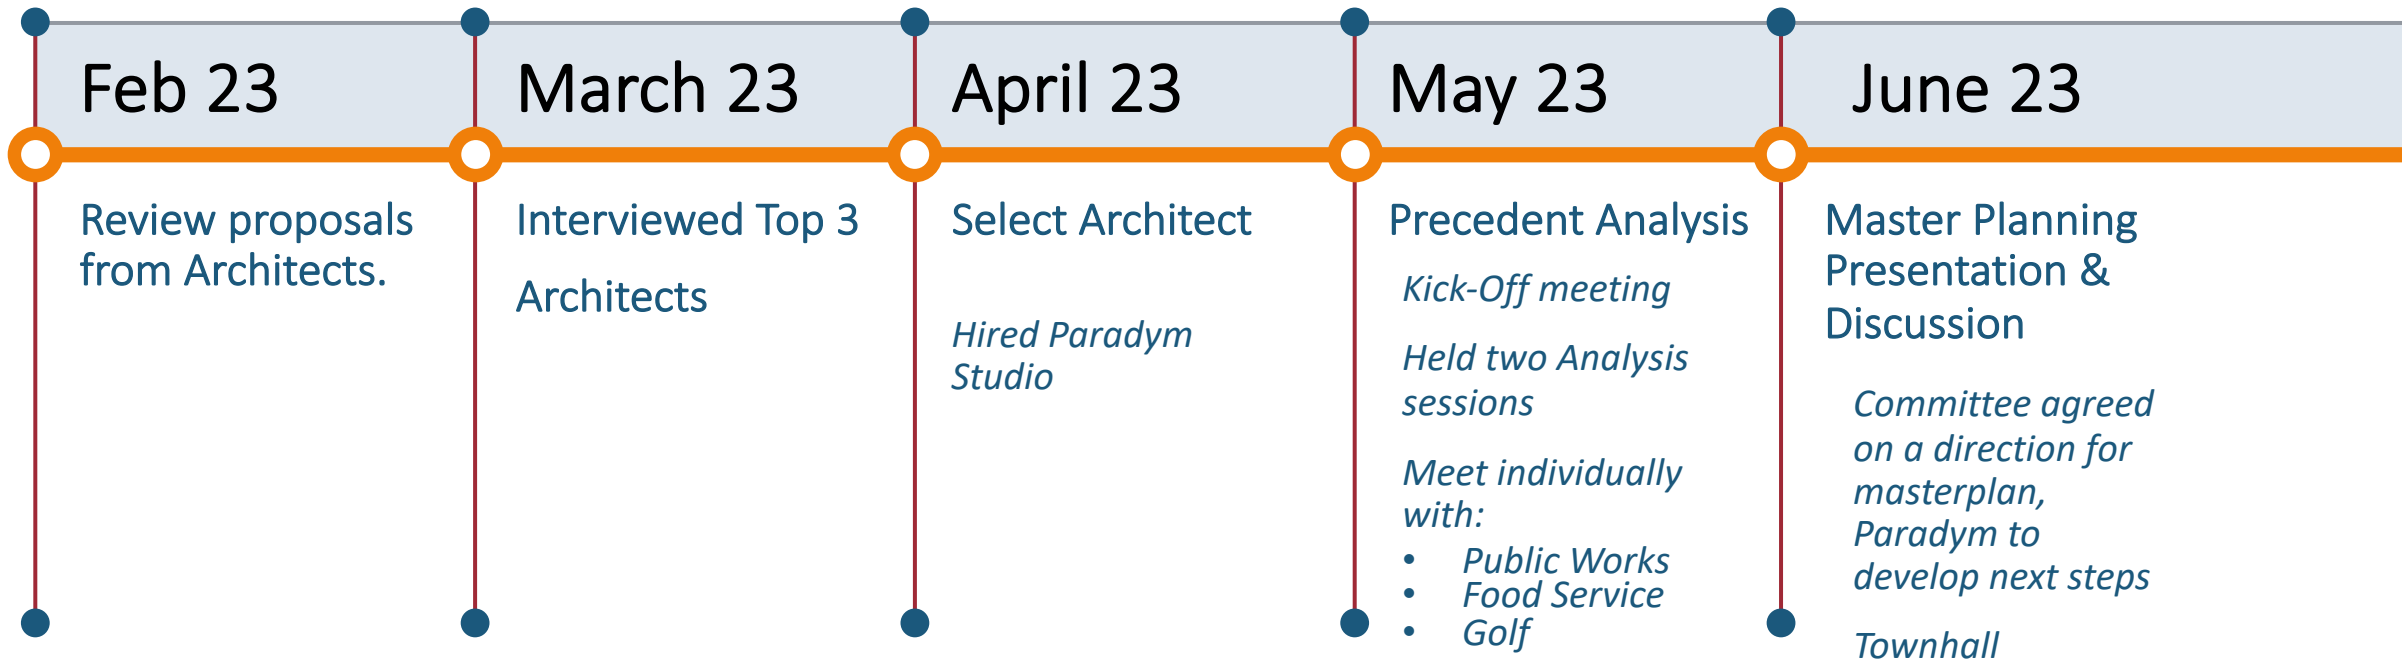 Feb 23
Review proposals
from Architects.
March 23
Interviewed Top 3
Architects
April 23
Select Architect
Hired Paradym
Studio
May 23
Precedent Analysis
Kick-Off meeting
Held two Analysis
sessions
Meet individually
with:
• Public Works
• Food Service
• Golf
June 23
Master Planning
Presentation &
Discussion
Committee agreed
on a direction for
masterplan,
Paradym to
develop next steps
Townhall